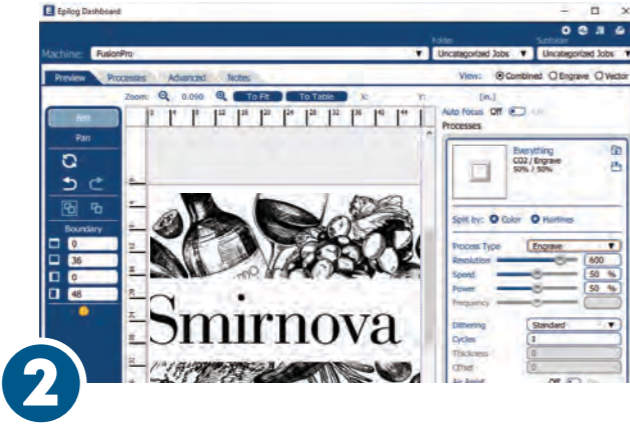 Epilog Dashboard
Machine: FusionPro
Folder
Uncategorized Jobs
Subfolder
Uncategorized Jobs
Preview Processes Advanced Notes
View: Combined Engrave Vector
Zoom: 0.090 To Fit To Table X: Y: [in.]
Auto Focus Off
Processes
Pan
Everything
CO2 / Engrave
50% / 50%
Split by: Color Hairlines
Boundary
0
36
0
48
Process Type Engrave
Resolution 600
Speed 50 %
Power 50 %
Frequency
Dithering Standard
Cycles 1
Thickness 0
Offset 0
Air Assist Off
Smirnova
2